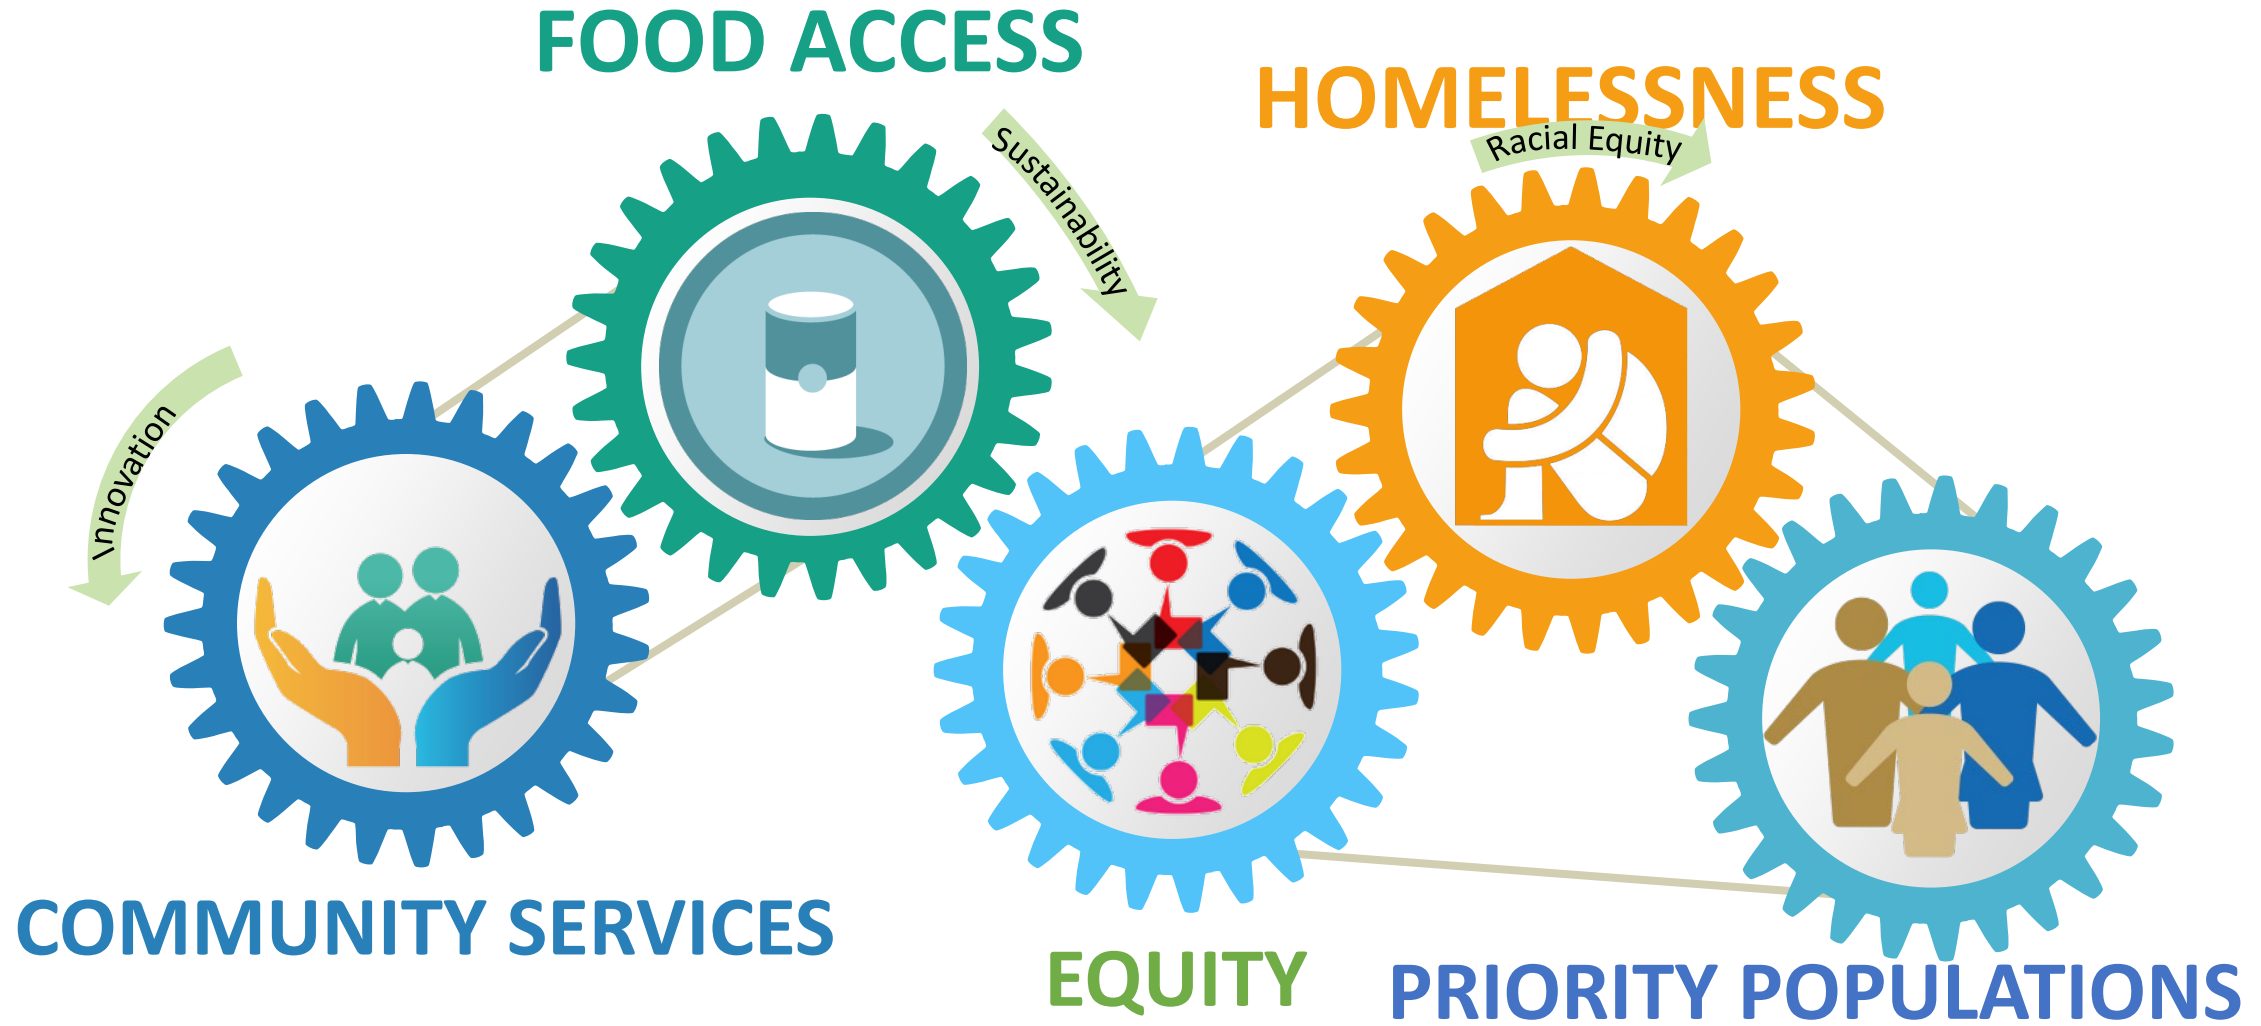 FOOD ACCESS
HOMELESSNESS
Sustainability
Racial Equity
Innovation
COMMUNITY SERVICES
EQUITY
PRIORITY POPULATIONS